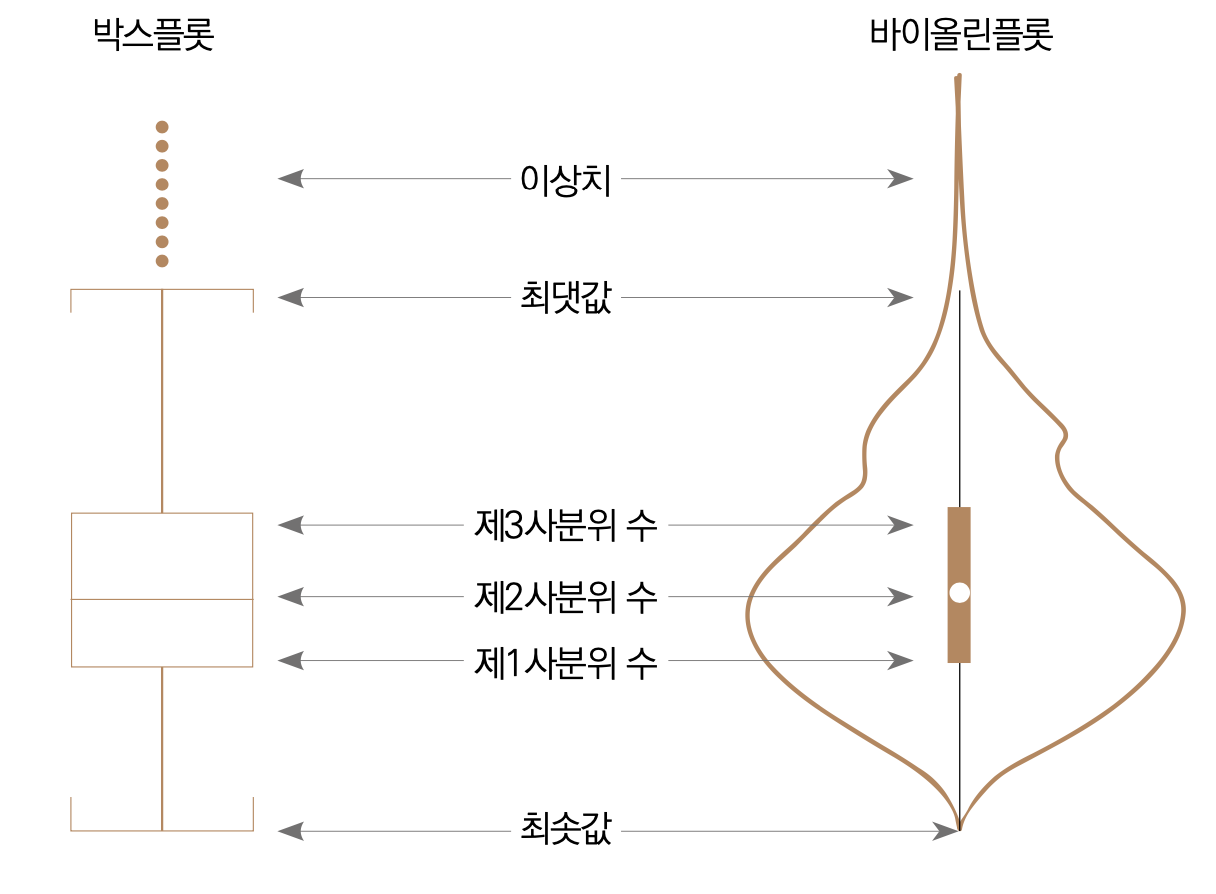 박스플롯
바이올린플롯
이상치
최댓값
제3사분위 수
제2사분위 수
제1사분위 수
최솟값